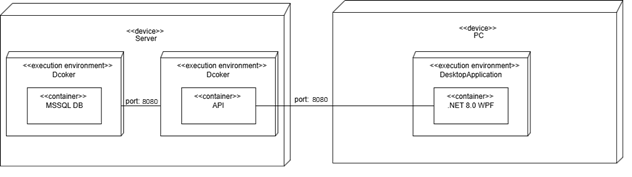 <<device>>
Server
<<execution environment>>
Dcoker
<<container>>
MSSQL DB
port: 8080
<<execution environment>>
Dcoker
<<container>>
API
port: 8080
<<device>>
PC
<<execution environment>>
DesktopApplication
<<container>>
.NET 8.0 WPF